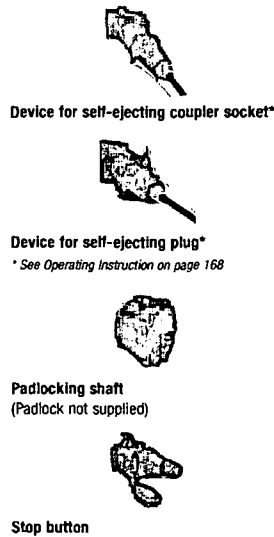 Device for self-ejecting coupler socket*
Device for self-ejecting plug*
* See Operating Instruction on page 168
Padlocking shaft
(Padlock not supplied)
Stop button